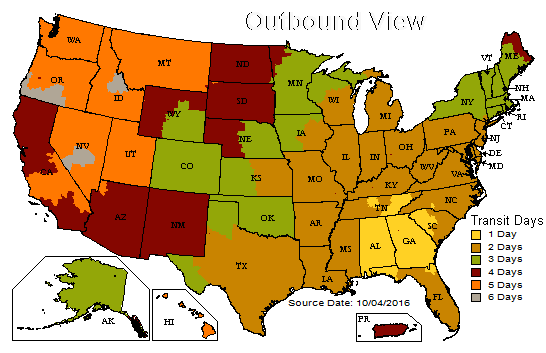 Outbound View
WA
MT
ND
OR
ID
SD
WY
NV
UT
CO
NE
KS
CA
AZ
NM
OK
TX
MN
IA
WI
MO
AR
LA
IL
IN
MI
OH
KY
TN
MS
AL
GA
FL
SC
NC
VA
WV
PA
NY
VT
ME
NH
MA
RI
CT
NJ
DE
MD
AK
HI
PR
Transit Days
1 Day
2 Days
3 Days
4 Days
5 Days
6 Days
Source Date: 10/04/2016